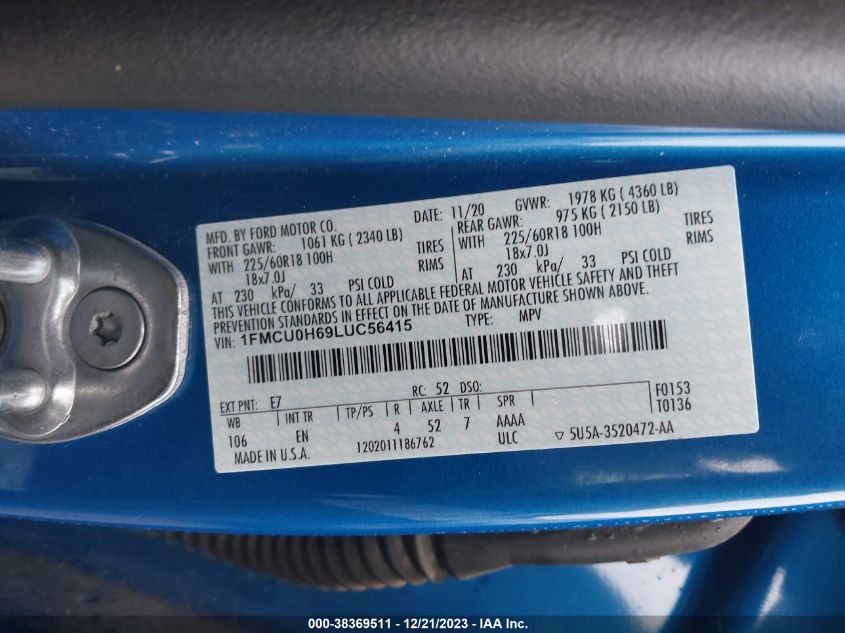 MFD. BY FORD MOTOR CO.
DATE: 11/20 GVWR: 1978 KG ( 4360 LB)
FRONT GAWR: 1061 KG ( 2340 LB) REAR GAWR: 975 KG ( 2150 LB)
WITH 225/60R18 100H TIRES WITH 225/60R18 100H TIRES
18x7.0J RIMS 18x7.0J RIMS
AT 230 kPa/ 33 PSI COLD AT 230 kPa/ 33 PSI COLD
THIS VEHICLE CONFORMS TO ALL APPLICABLE FEDERAL MOTOR VEHICLE SAFETY AND THEFT
PREVENTION STANDARDS IN EFFECT ON THE DATE OF MANUFACTURE SHOWN ABOVE.
VIN: 1FMCU0H69LUC56415 TYPE: MPV
EXT PNT: E7 RC: 52 DSO: F0153
WB INT TR TP/PS R AXLE TR SPR T0136
106 EN 4 52 7 AAAA
MADE IN U.S.A. 1202011186762 ULC ▽ 5U5A-3520472-AA
000-38369511 - 12/21/2023 - IAA Inc.